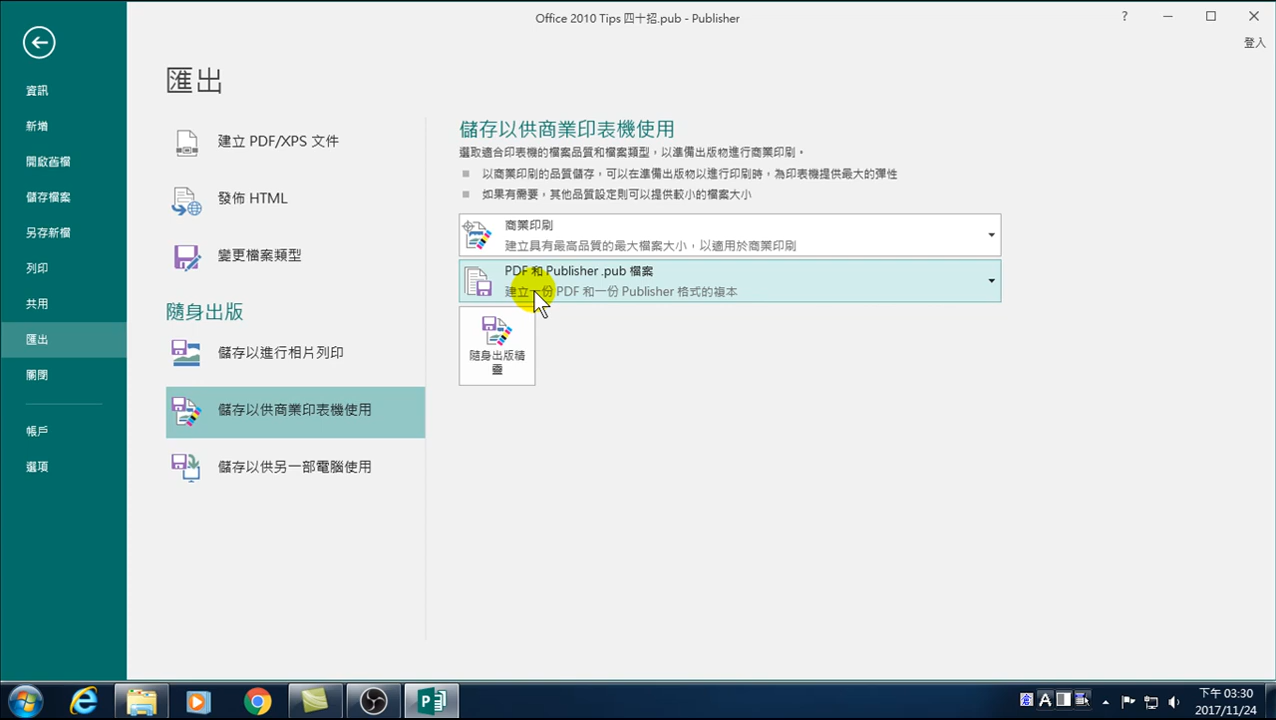 Office 2010 Tips 四十招.pub - Publisher
?
登入
資訊
新增
開啟舊檔
儲存檔案
另存新檔
列印
共用
匯出
關閉
帳戶
選項
匯出
建立 PDF/XPS 文件
發佈 HTML
變更檔案類型
隨身出版
儲存以進行相片列印
儲存以供商業印表機使用
儲存以供另一部電腦使用
儲存以供商業印表機使用
選取適合印表機的檔案品質和檔案類型，以準備出版物進行商業印刷。
以商業印刷的品質儲存，可以在準備出版物以進行印刷時，為印表機提供最大的彈性
如果有需要，其他品質設定則可以提供較小的檔案大小
商業印刷
建立具有最高品質的最大檔案大小，以適用於商業印刷
PDF 和 Publisher .pub 檔案
建立一份 PDF 和一份 Publisher 格式的複本
隨身出版精
靈
下午 03:30
2017/11/24